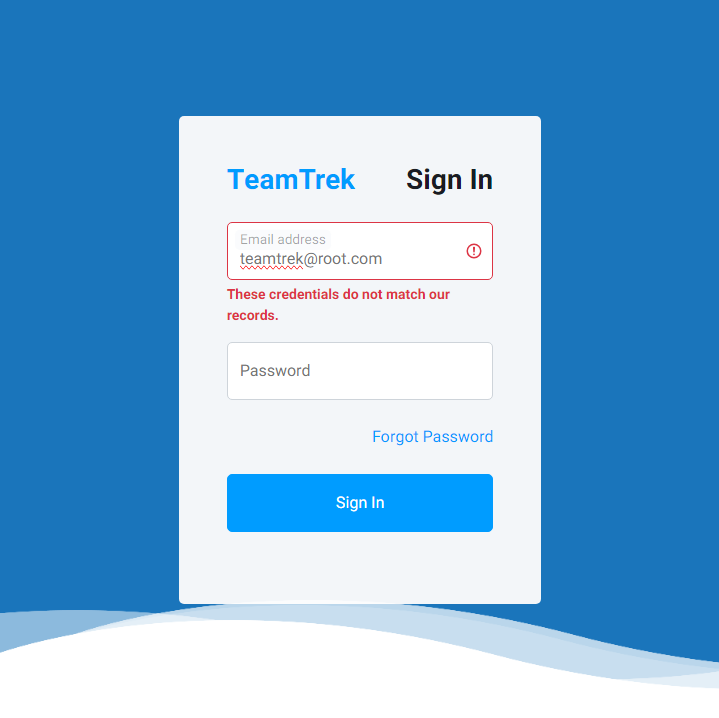 TeamTrek Sign In
Email address
teamtrek@root.com
These credentials do not match our
records.
Password
Forgot Password
Sign In